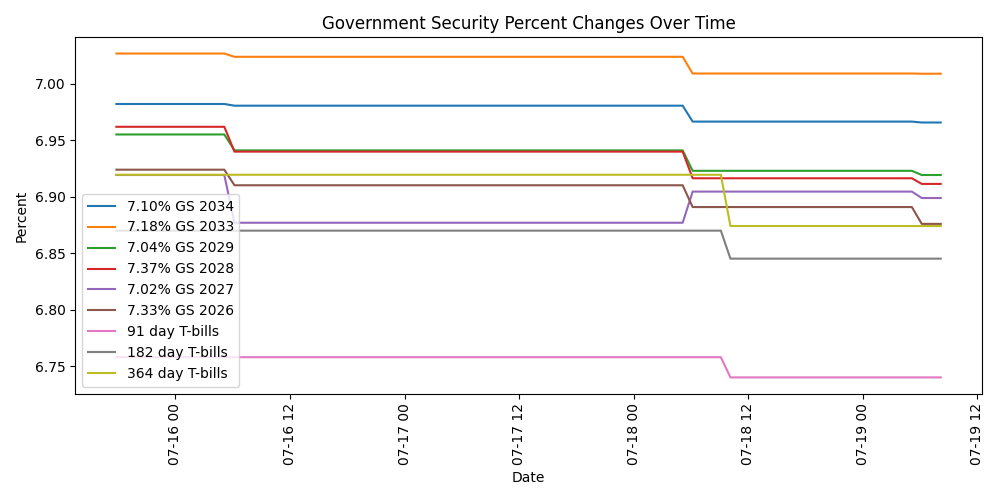 Government Security Percent Changes Over Time
Percent
7.00
6.95
6.90
6.85
6.80
6.75
7.10% GS 2034
7.18% GS 2033
7.04% GS 2029
7.37% GS 2028
7.02% GS 2027
7.33% GS 2026
91 day T-bills
182 day T-bills
364 day T-bills
07-16 00
07-16 12
07-17 00
07-17 12
07-18 00
07-18 12
07-19 00
07-19 12
Date